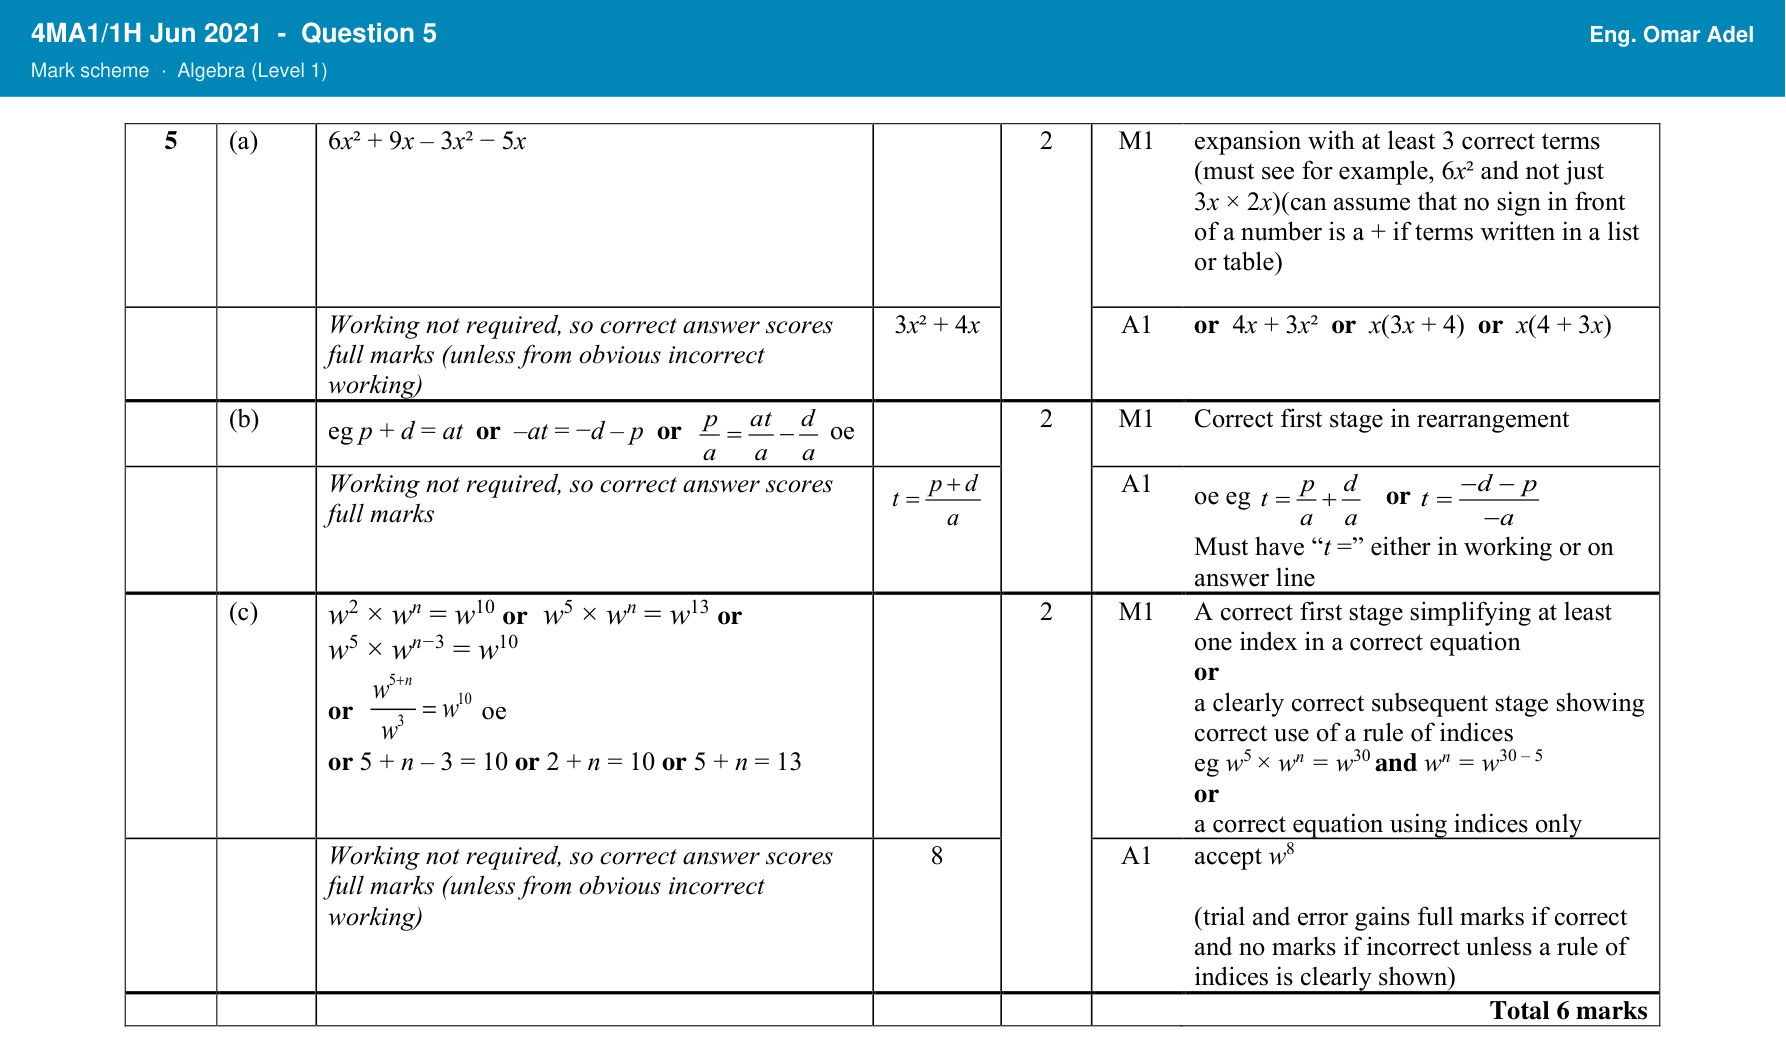 4MA1/1H Jun 2021 - Question 5
Eng. Omar Adel
Mark scheme · Algebra (Level 1)
5 (a) 6x² + 9x – 3x² − 5x 2 M1 expansion with at least 3 correct terms
(must see for example, 6x² and not just
3x × 2x)(can assume that no sign in front
of a number is a + if terms written in a list
or table)
Working not required, so correct answer scores 3x² + 4x A1 or 4x + 3x² or x(3x + 4) or x(4 + 3x)
full marks (unless from obvious incorrect
working)
(b) eg p + d = at or –at = −d – p or p/a = at/a − d/a oe 2 M1 Correct first stage in rearrangement
Working not required, so correct answer scores t = (p + d)/a A1 oe eg t = p/a + d/a or t = (−d − p)/−a
full marks
Must have “t =” either in working or on
answer line
(c) w² × wⁿ = w¹⁰ or w⁵ × wⁿ = w¹³ or 2 M1 A correct first stage simplifying at least
w⁵ × wⁿ⁻³ = w¹⁰ one index in a correct equation
or
or w⁵⁺ⁿ/w³ = w¹⁰ oe a clearly correct subsequent stage showing
correct use of a rule of indices
or 5 + n – 3 = 10 or 2 + n = 10 or 5 + n = 13 eg w⁵ × wⁿ = w³⁰ and wⁿ = w³⁰ ⁻ ⁵
or
a correct equation using indices only
Working not required, so correct answer scores 8 A1 accept w⁸
full marks (unless from obvious incorrect
working) (trial and error gains full marks if correct
and no marks if incorrect unless a rule of
indices is clearly shown)
Total 6 marks